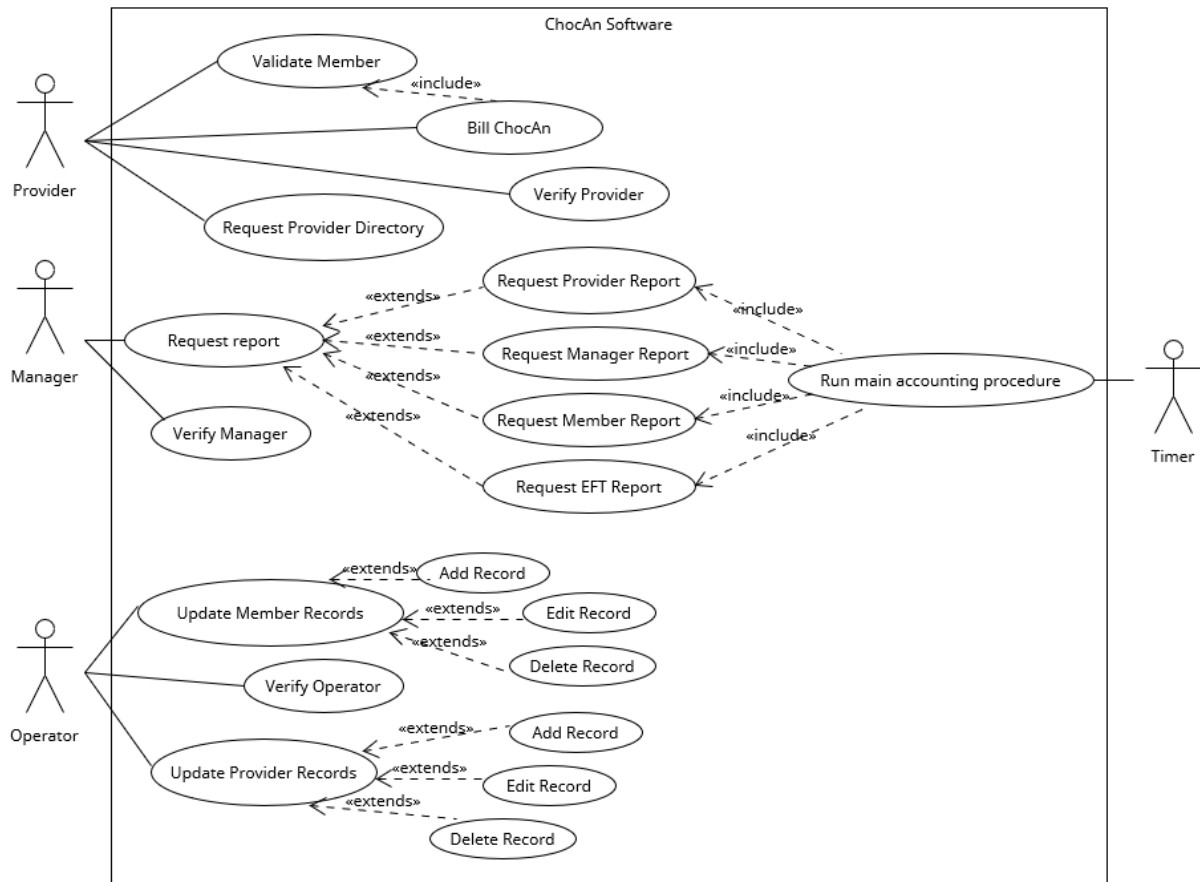 ChocAn Software
Validate Member
«include»
Bill ChocAn
Provider
Verify Provider
Request Provider Directory
Request Provider Report
«extends»
«include»
Request report
«extends»
Request Manager Report
«include»
Manager
«extends»
Run main accounting procedure
«include»
Request Member Report
«extends»
Verify Manager
«include»
Timer
Request EFT Report
«extends»
Add Record
Update Member Records
«extends»
Edit Record
«extends»
Delete Record
Verify Operator
Operator
«extends»
Add Record
Update Provider Records
«extends»
Edit Record
«extends»
Delete Record